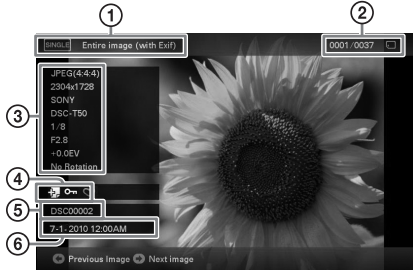 1
2
SINGLE Entire image (with Exif)
0001/0037
3
JPEG(4:4:4)
2304x1728
SONY
DSC-T50
1/8
F2.8
+0.0EV
No Rotation
4
5
DSC00002
6
7-1-2010 12:00AM
Previous Image Next image